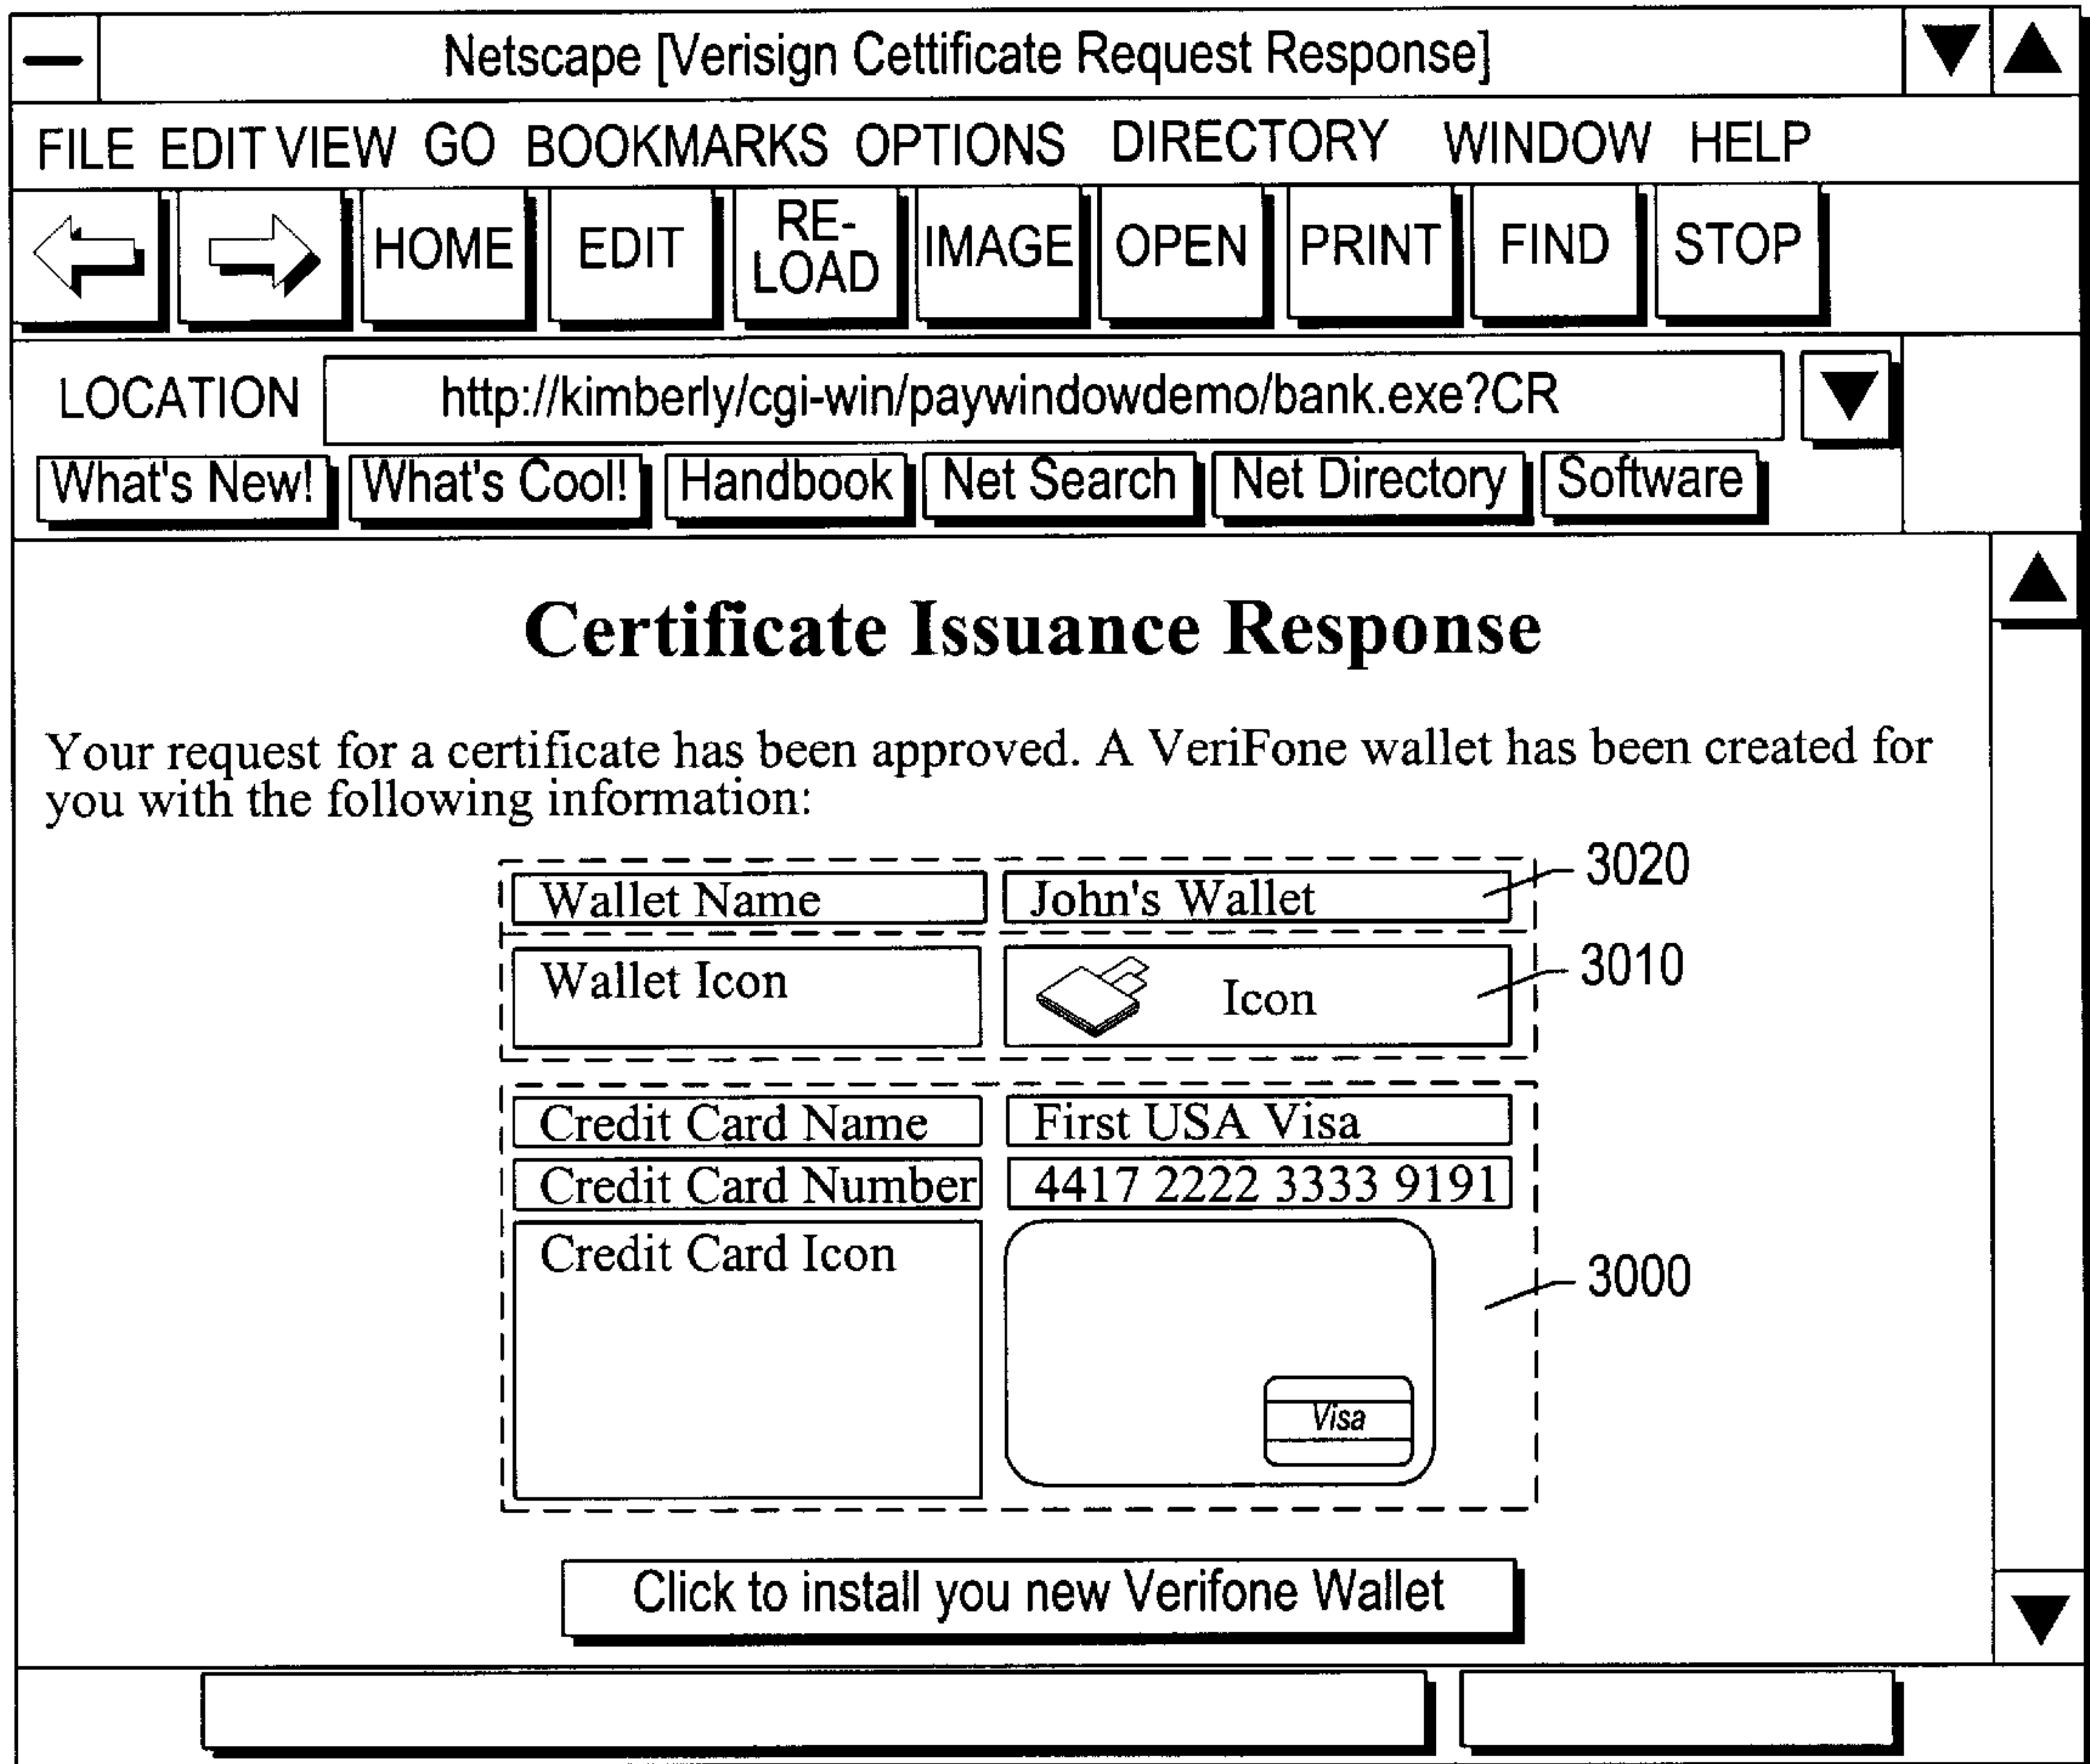 Netscape [Verisign Cettificate Request Response]
FILE EDIT VIEW GO BOOKMARKS OPTIONS DIRECTORY WINDOW HELP
HOME EDIT RE-LOAD IMAGE OPEN PRINT FIND STOP
LOCATION http://kimberly/cgi-win/paywindowdemo/bank.exe?CR
What's New! What's Cool! Handbook Net Search Net Directory Software
Certificate Issuance Response
Your request for a certificate has been approved. A VeriFone wallet has been created for
you with the following information:
Wallet Name John's Wallet 3020
Wallet Icon Icon 3010
Credit Card Name First USA Visa
Credit Card Number 4417 2222 3333 9191
Credit Card Icon 3000
Visa
Click to install you new Verifone Wallet